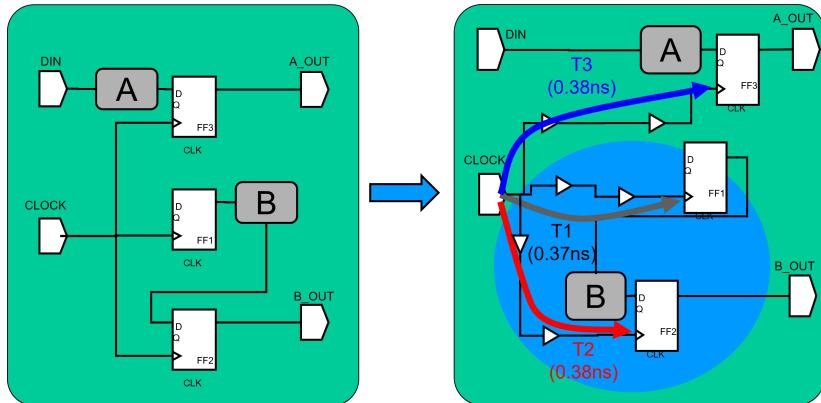 DIN
A
D
Q
FF3
CLK
A_OUT
CLOCK
D
Q
FF1
CLK
B
B_OUT
D
Q
FF2
CLK
DIN
A
D
Q
FF3
CLK
A_OUT
T3
(0.38ns)
CLOCK
D
Q
FF1
CLK
T1
(0.37ns)
B
B_OUT
D
Q
FF2
CLK
T2
(0.38ns)